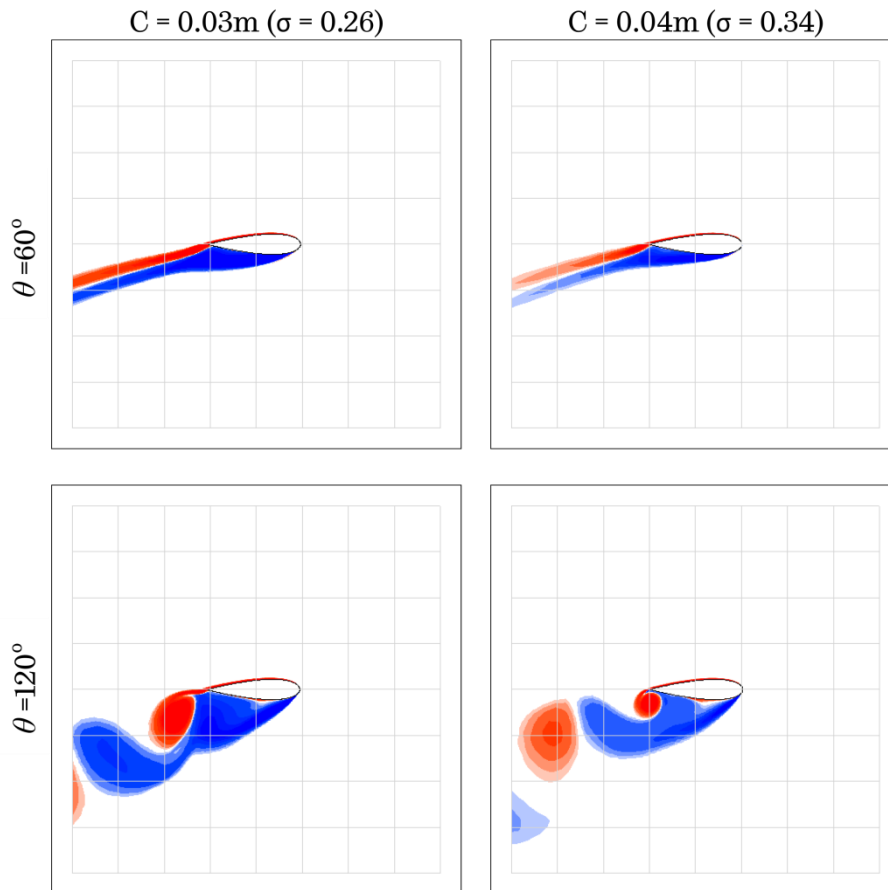 C = 0.03m (σ = 0.26)
C = 0.04m (σ = 0.34)
θ =60°
θ =120°